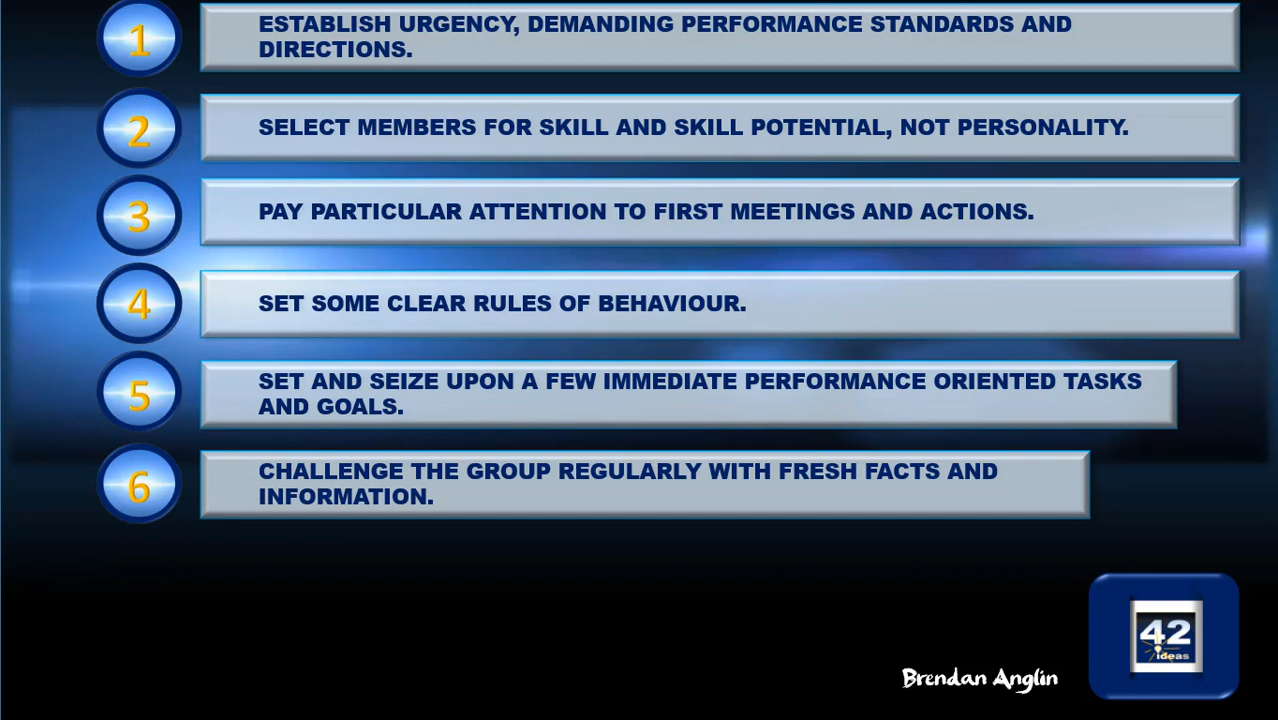 1
ESTABLISH URGENCY, DEMANDING PERFORMANCE STANDARDS AND
DIRECTIONS.
2
SELECT MEMBERS FOR SKILL AND SKILL POTENTIAL, NOT PERSONALITY.
3
PAY PARTICULAR ATTENTION TO FIRST MEETINGS AND ACTIONS.
4
SET SOME CLEAR RULES OF BEHAVIOUR.
5
SET AND SEIZE UPON A FEW IMMEDIATE PERFORMANCE ORIENTED TASKS
AND GOALS.
6
CHALLENGE THE GROUP REGULARLY WITH FRESH FACTS AND
INFORMATION.
42
ideas
Brendan Anglin